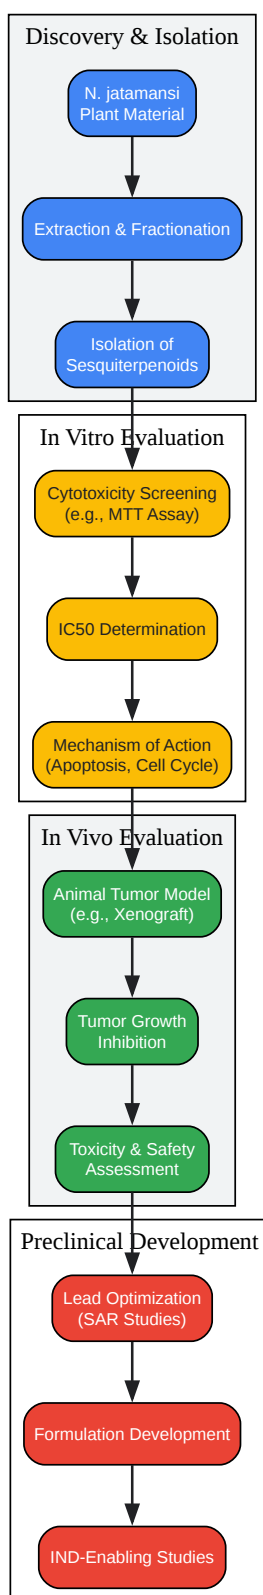 Discovery & Isolation
N. jatamansi
Plant Material
Extraction & Fractionation
Isolation of
Sesquiterpenoids
In Vitro Evaluation
Cytotoxicity Screening
(e.g., MTT Assay)
IC50 Determination
Mechanism of Action
(Apoptosis, Cell Cycle)
In Vivo Evaluation
Animal Tumor Model
(e.g., Xenograft)
Tumor Growth
Inhibition
Toxicity & Safety
Assessment
Preclinical Development
Lead Optimization
(SAR Studies)
Formulation Development
IND-Enabling Studies